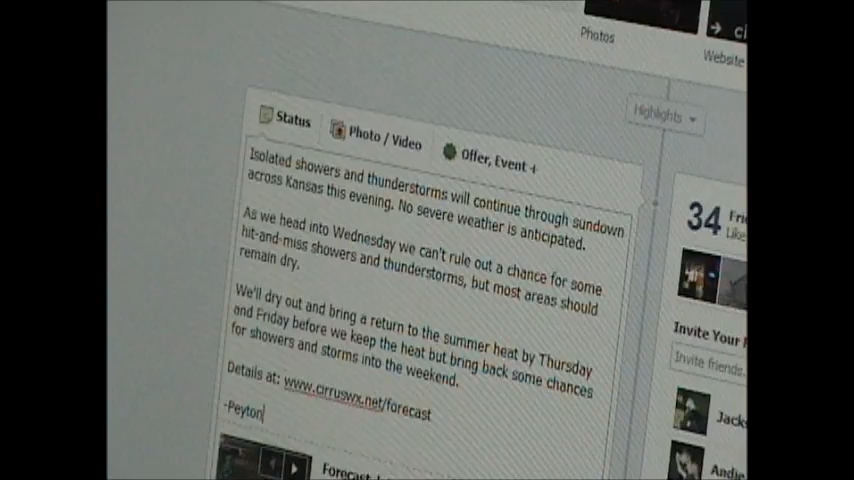 Photos
Website
Highlights
Status
Photo / Video
Offer, Event +
Isolated showers and thunderstorms will continue through sundown
across Kansas this evening. No severe weather is anticipated.
As we head into Wednesday we can't rule out a chance for some
hit-and-miss showers and thunderstorms, but most areas should
remain dry.
We'll dry out and bring a return to the summer heat by Thursday
and Friday before we keep the heat but bring back some chances
for showers and storms into the weekend.
Details at: www.cirruswx.net/forecast
-Peyton
34
Like
Invite Your
Invite friends.
Jack
Andie